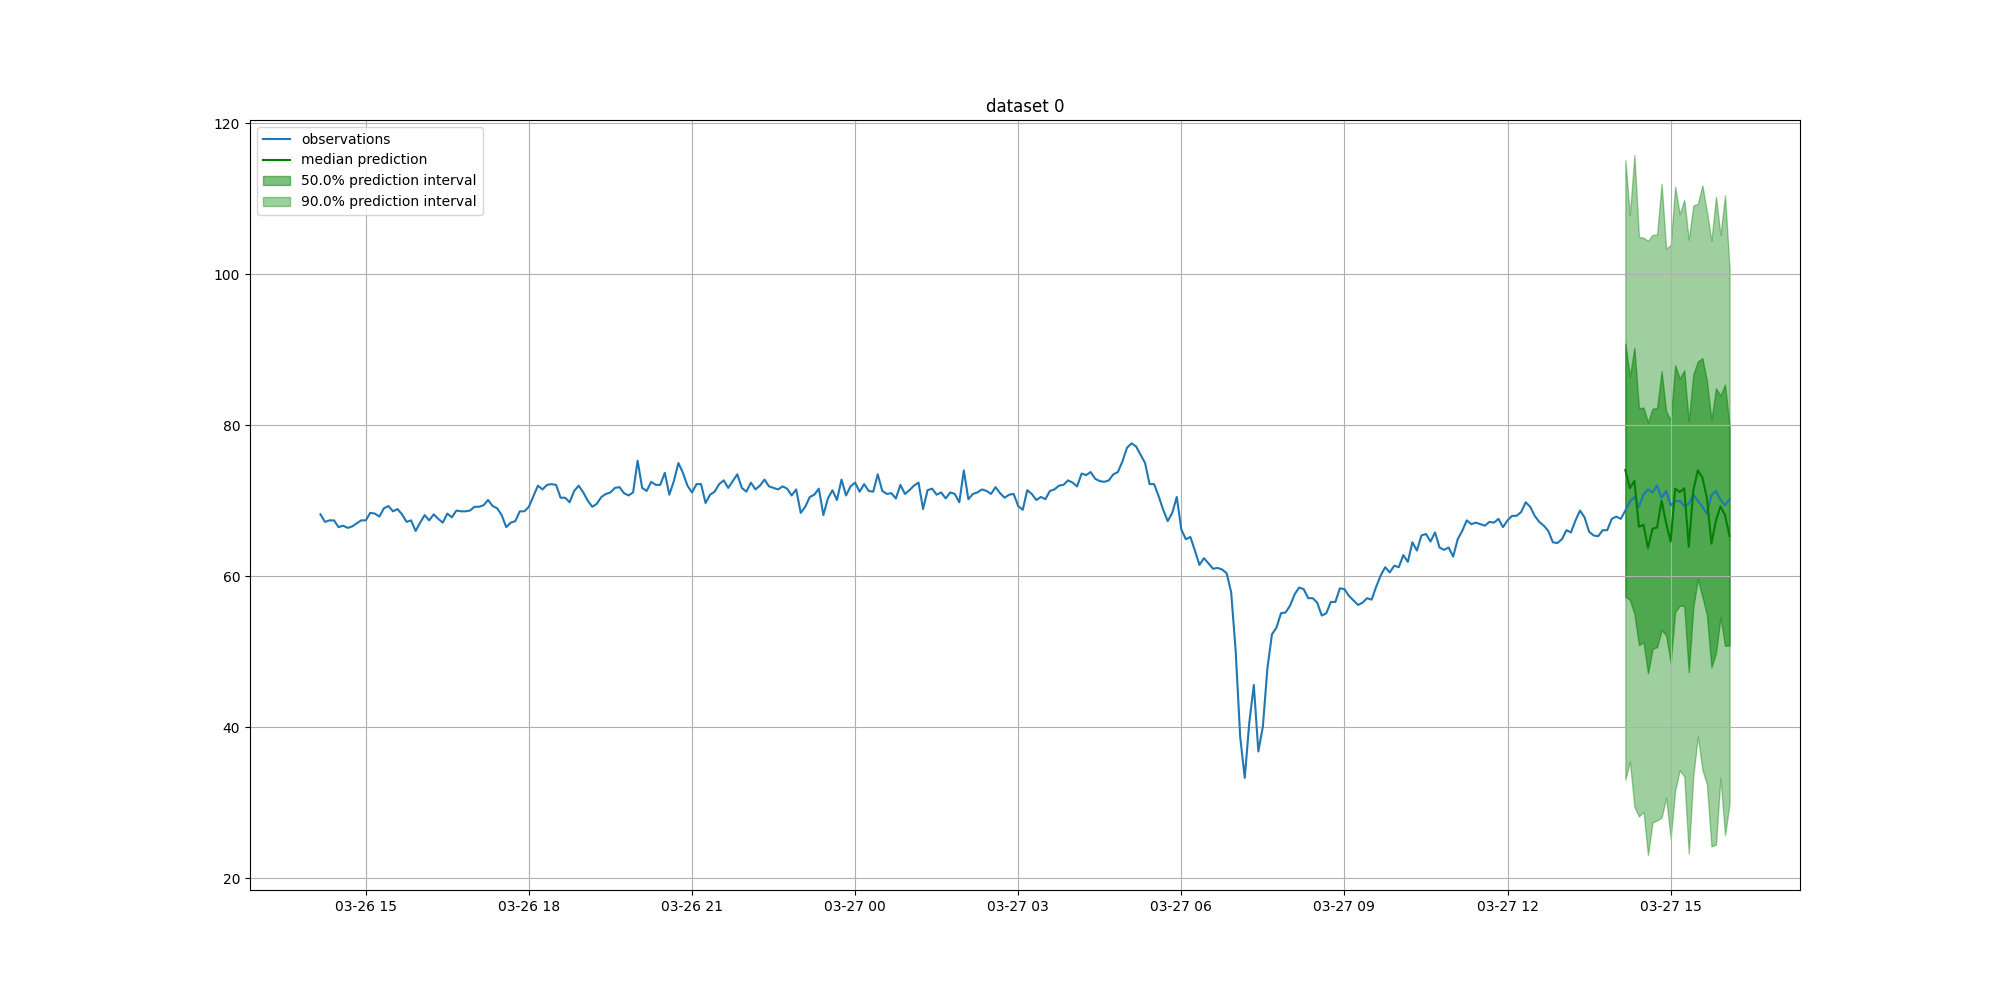 dataset 0
120
observations
median prediction
50.0% prediction interval
90.0% prediction interval
100
80
60
40
20
03-26 15 03-26 18 03-26 21 03-27 00 03-27 03 03-27 06 03-27 09 03-27 12 03-27 15